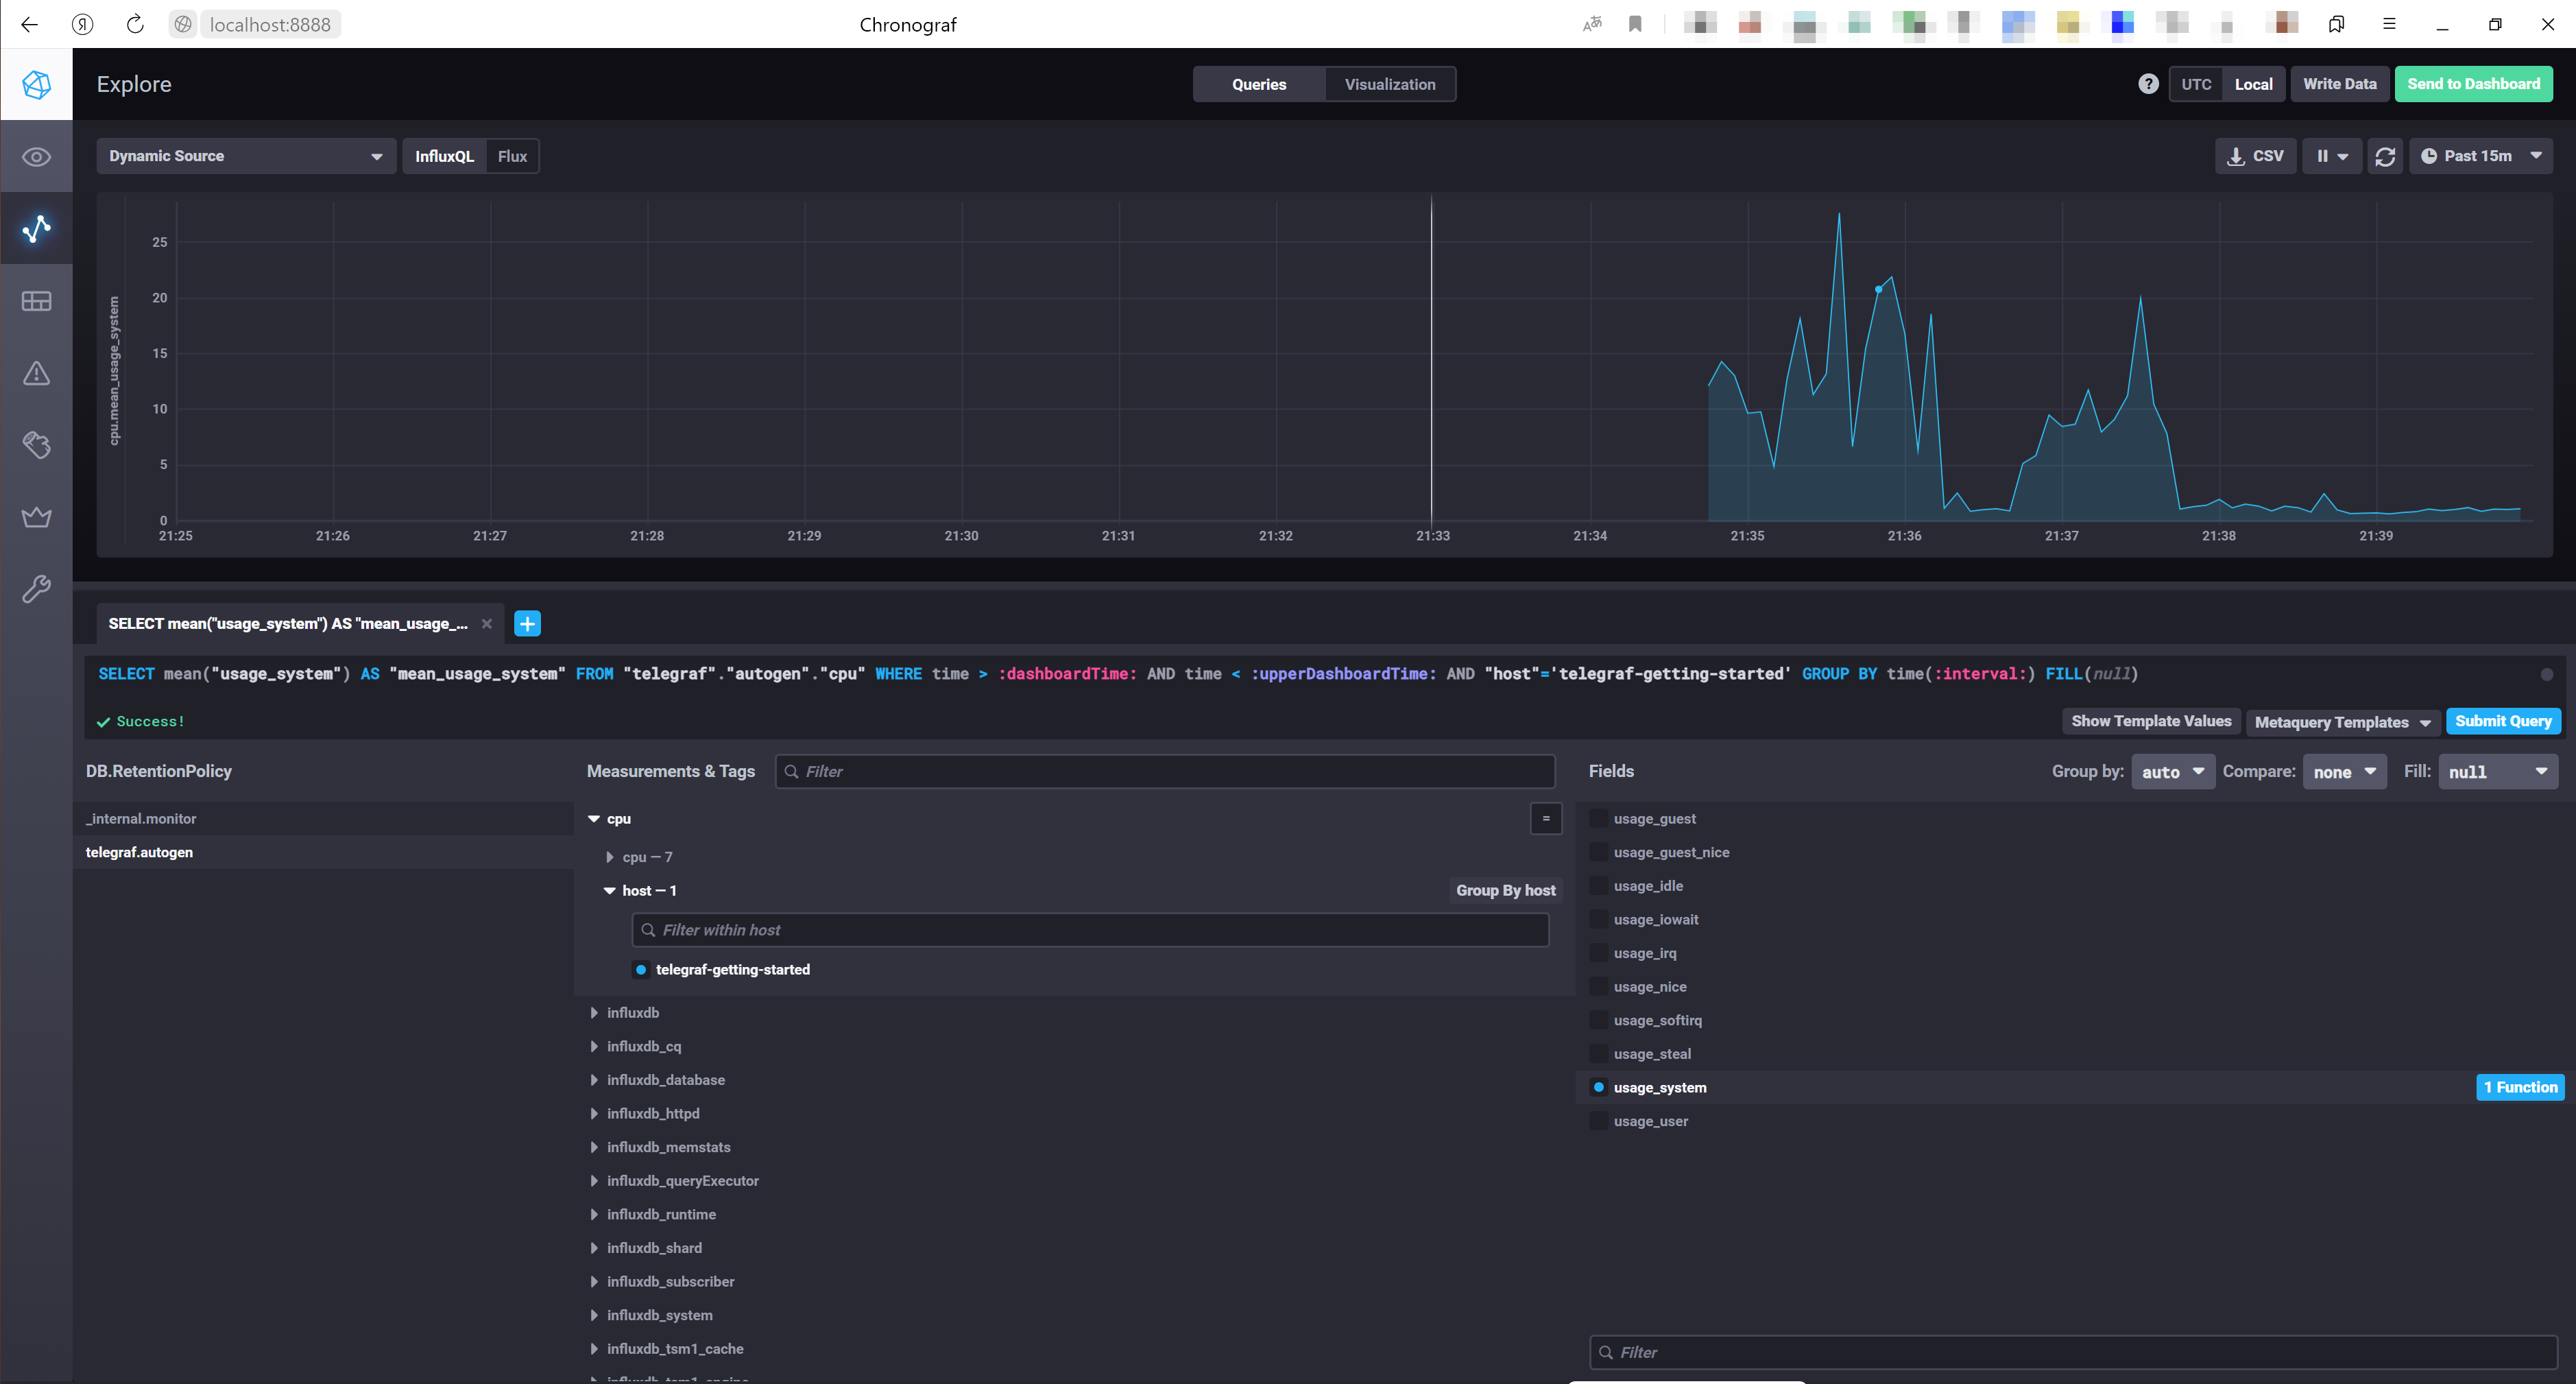 Я localhost:8888 Chronograf
Explore Queries Visualization ? UTC Local Write Data Send to Dashboard
Dynamic Source InfluxQL Flux CSV Past 15m
cpu.mean_usage_system
25
20
15
10
5
0
21:25 21:26 21:27 21:28 21:29 21:30 21:31 21:32 21:33 21:34 21:35 21:36 21:37 21:38 21:39
SELECT mean("usage_system") AS "mean_usage_... × +
SELECT mean("usage_system") AS "mean_usage_system" FROM "telegraf"."autogen"."cpu" WHERE time > :dashboardTime: AND time < :upperDashboardTime: AND "host"='telegraf-getting-started' GROUP BY time(:interval:) FILL(null)
Success! Show Template Values Metaquery Templates Submit Query
DB.RetentionPolicy
_internal.monitor
telegraf.autogen
Measurements & Tags Filter
cpu =
cpu — 7
host — 1 Group By host
Filter within host
telegraf-getting-started
influxdb
influxdb_cq
influxdb_database
influxdb_httpd
influxdb_memstats
influxdb_queryExecutor
influxdb_runtime
influxdb_shard
influxdb_subscriber
influxdb_system
influxdb_tsm1_cache
Fields Group by: auto Compare: none Fill: null
usage_guest
usage_guest_nice
usage_idle
usage_iowait
usage_irq
usage_nice
usage_softirq
usage_steal
usage_system 1 Function
usage_user
Filter